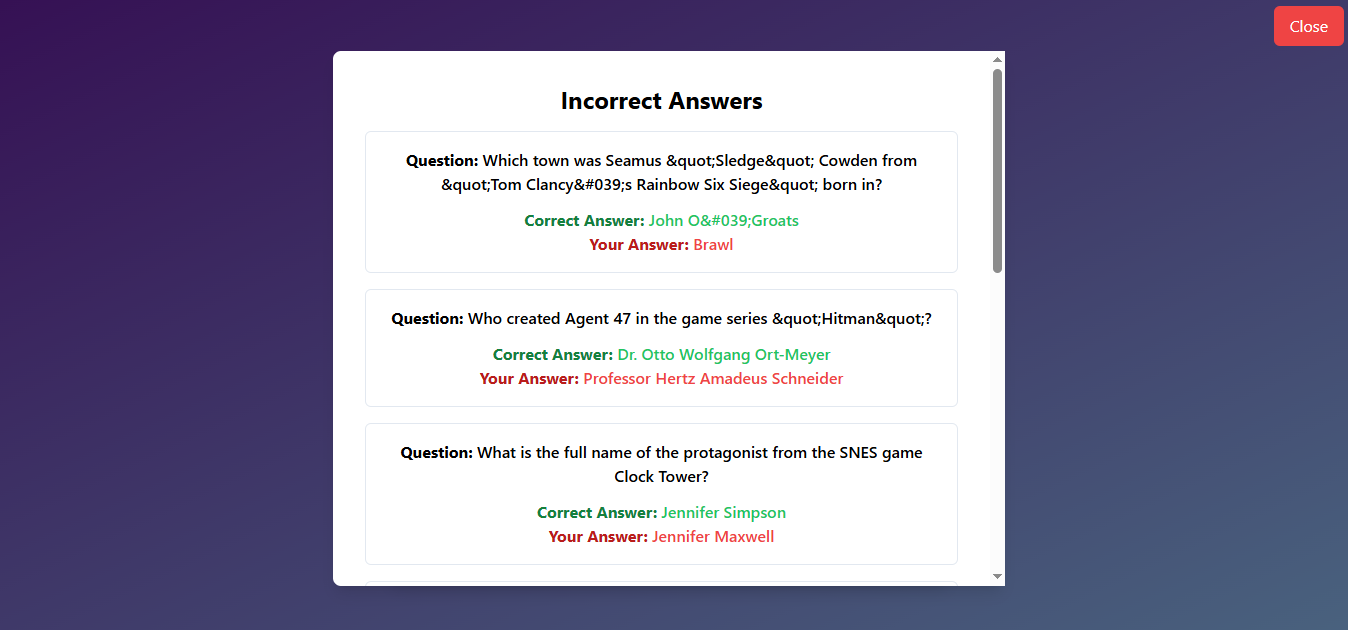 Close
Incorrect Answers
Question: Which town was Seamus &quot;Sledge&quot; Cowden from
&quot;Tom Clancy&#039;s Rainbow Six Siege&quot; born in?
Correct Answer: John O&#039;Groats
Your Answer: Brawl
Question: Who created Agent 47 in the game series &quot;Hitman&quot;?
Correct Answer: Dr. Otto Wolfgang Ort-Meyer
Your Answer: Professor Hertz Amadeus Schneider
Question: What is the full name of the protagonist from the SNES game
Clock Tower?
Correct Answer: Jennifer Simpson
Your Answer: Jennifer Maxwell